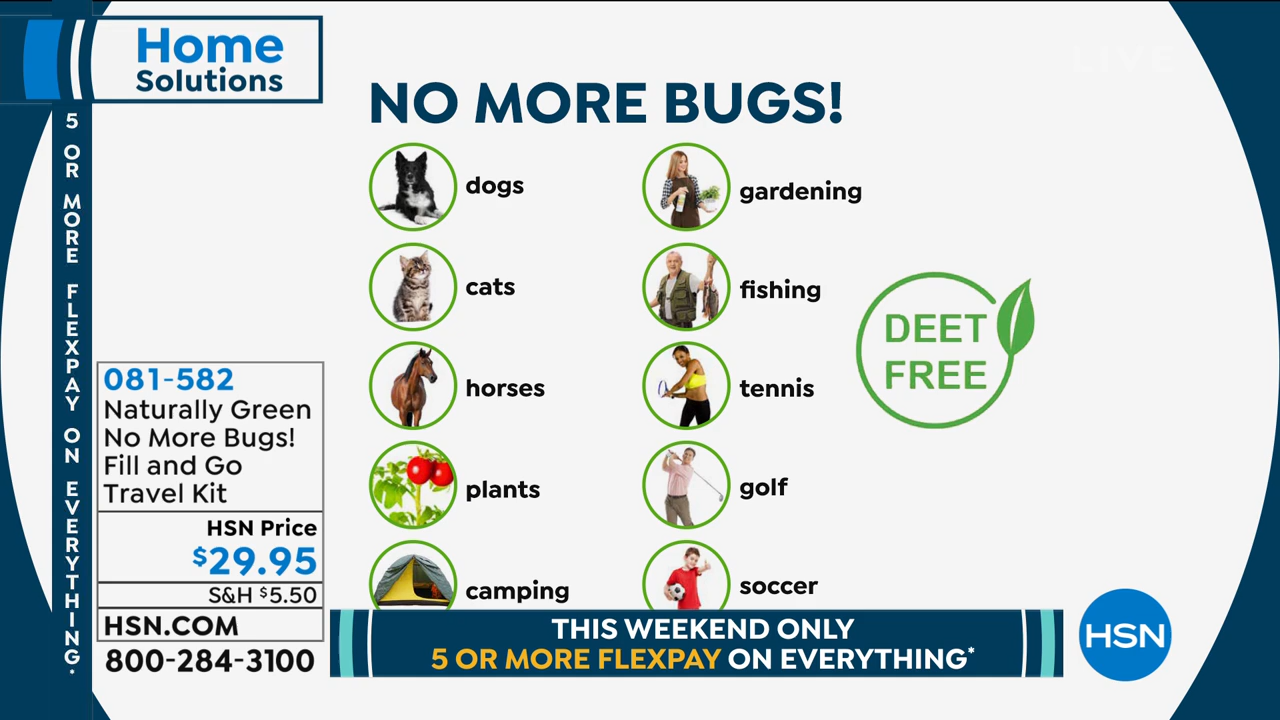 Home
Solutions
LIVE
5 OR MORE FLEXPAY ON EVERYTHING.*
NO MORE BUGS!
dogs
cats
horses
plants
camping
gardening
fishing
tennis
golf
soccer
DEET
FREE
081-582
Naturally Green
No More Bugs!
Fill and Go
Travel Kit
HSN Price
$29.95
S&H $5.50
HSN.COM
800-284-3100
THIS WEEKEND ONLY
5 OR MORE FLEXPAY ON EVERYTHING*
HSN